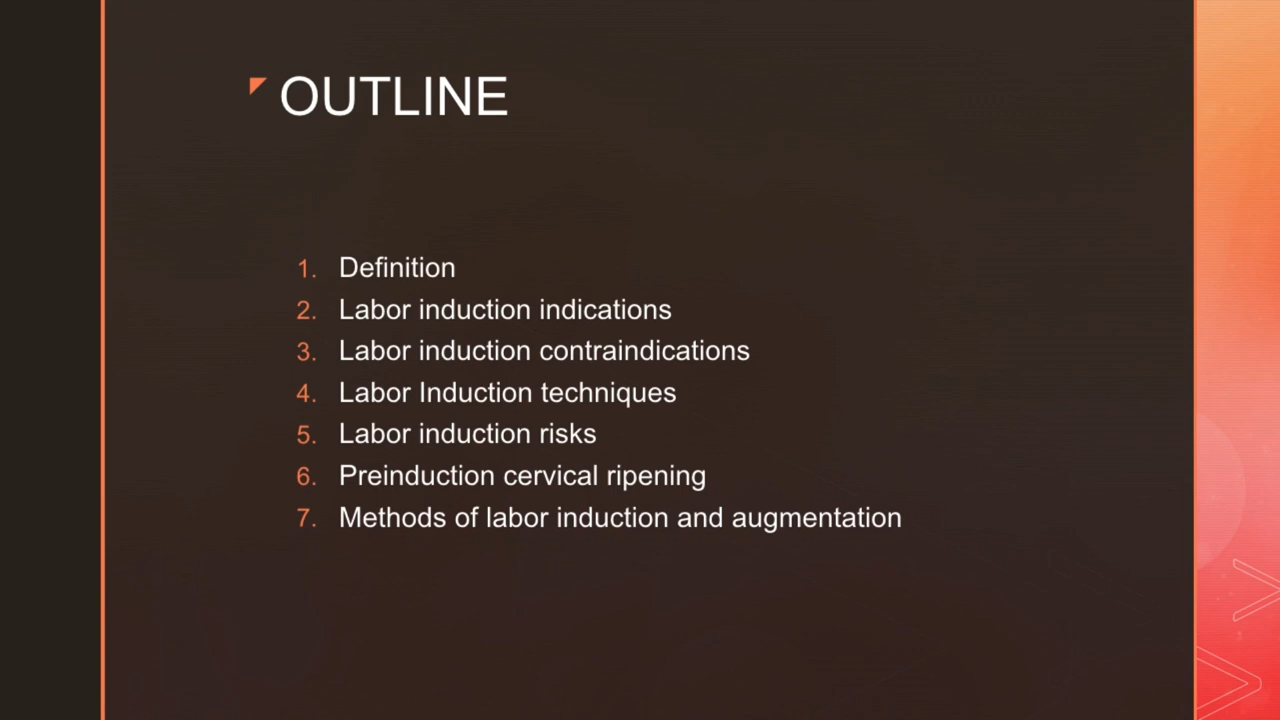 OUTLINE
1. Definition
2. Labor induction indications
3. Labor induction contraindications
4. Labor Induction techniques
5. Labor induction risks
6. Preinduction cervical ripening
7. Methods of labor induction and augmentation